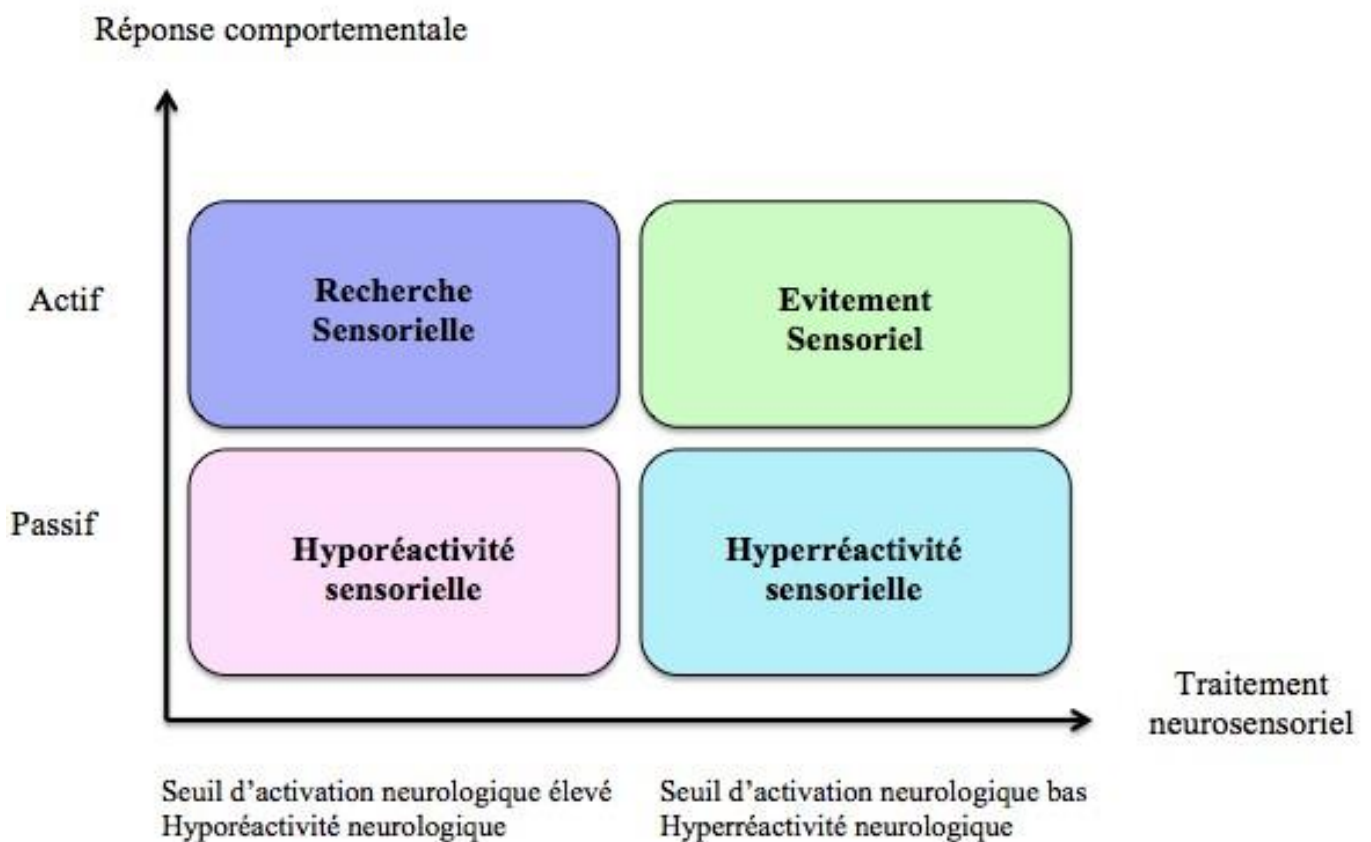 Réponse comportementale
Actif
Recherche
Sensorielle
Evitement
Sensoriel
Passif
Hyporéactivité
sensorielle
Hyperréactivité
sensorielle
Traitement
neurosensoriel
Seuil d’activation neurologique élevé
Hyporéactivité neurologique
Seuil d’activation neurologique bas
Hyperréactivité neurologique